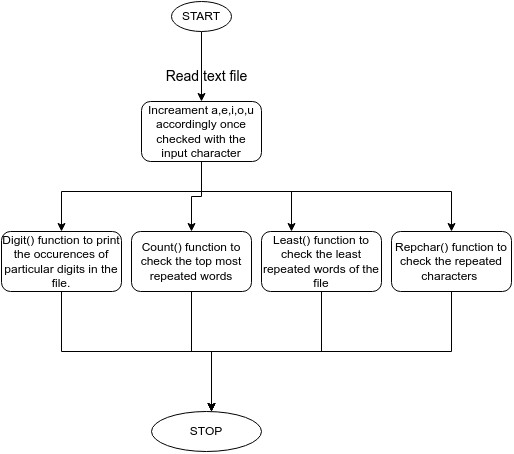 START
Read text file
Increament a,e,i,o,u
accordingly once
checked with the
input character
Digit() function to print
the occurences of
particular digits in the
file.
Count() function to
check the top most
repeated words
Least() function to
check the least
repeated words of the
file
Repchar() function to
check the repeated
characters
STOP